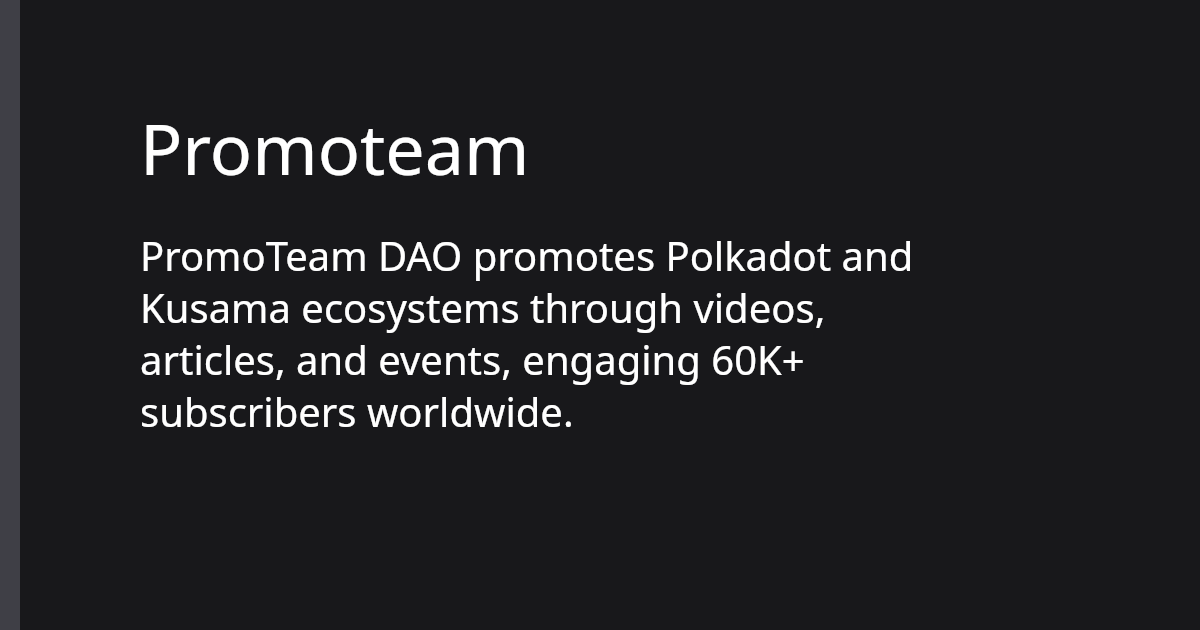 Promoteam
PromoTeam DAO promotes Polkadot and
Kusama ecosystems through videos,
articles, and events, engaging 60K+
subscribers worldwide.